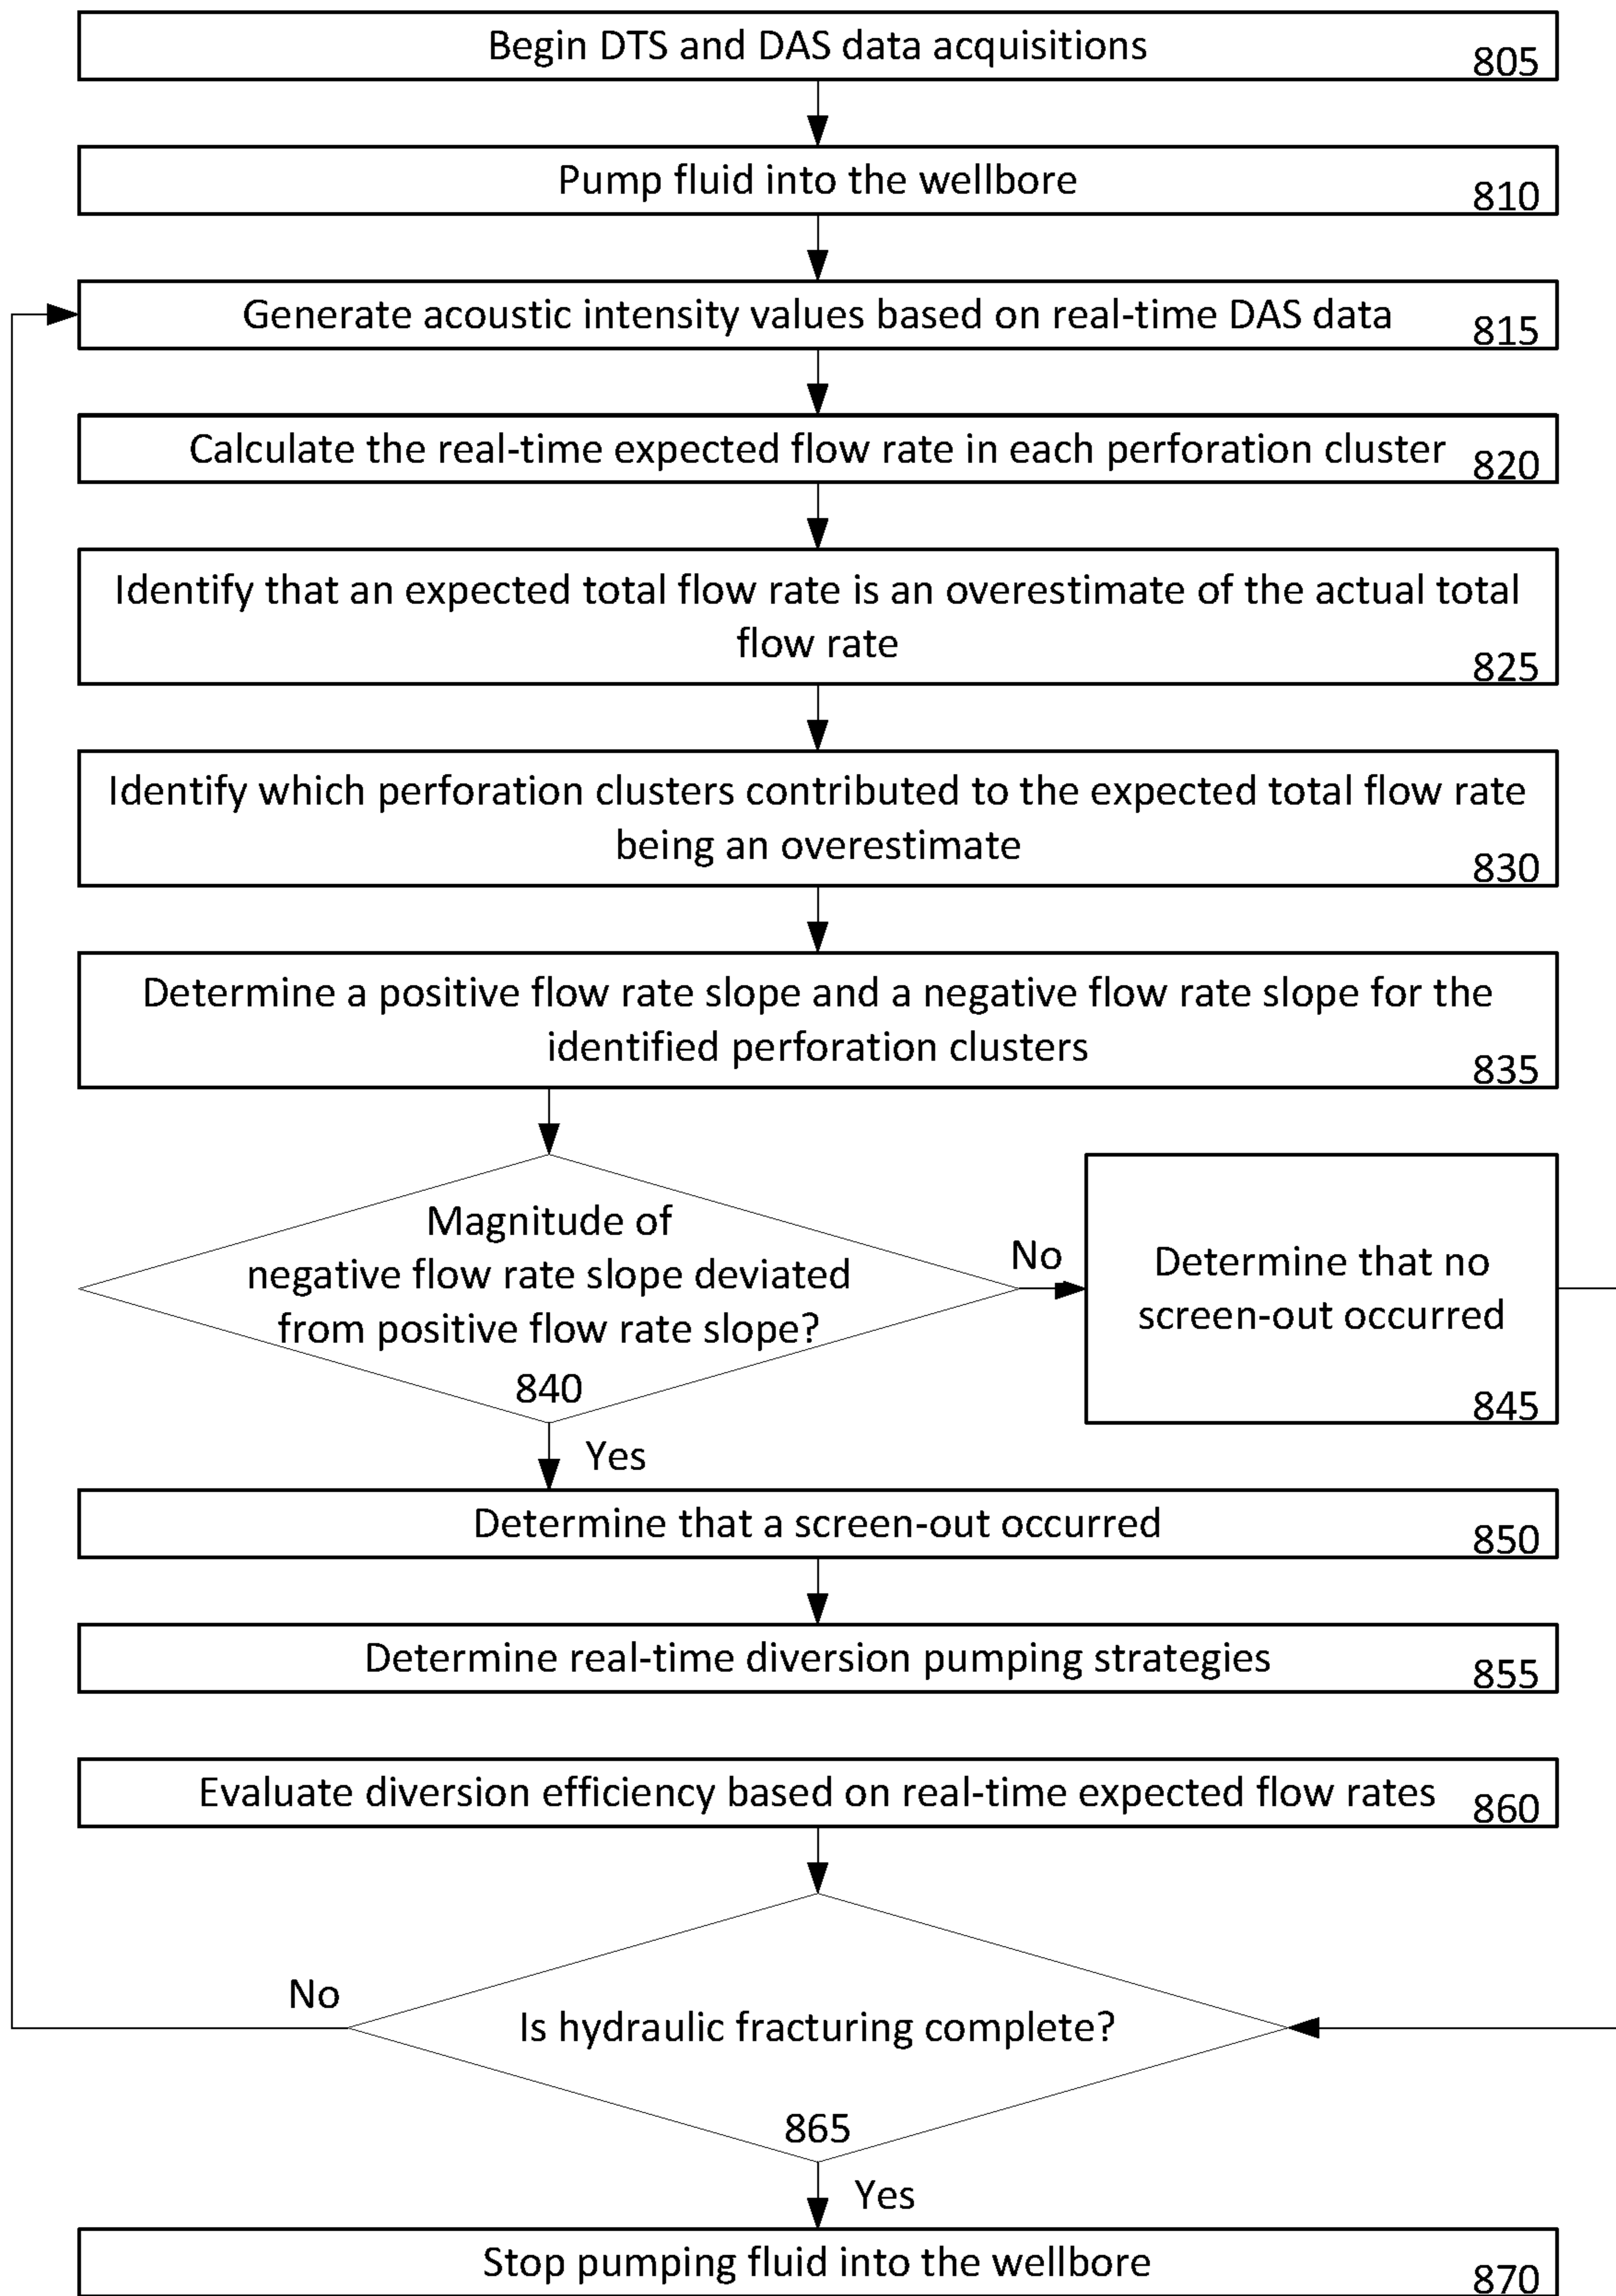 Begin DTS and DAS data acquisitions
805
Pump fluid into the wellbore
810
Generate acoustic intensity values based on real-time DAS data
815
Calculate the real-time expected flow rate in each perforation cluster
820
Identify that an expected total flow rate is an overestimate of the actual total
flow rate
825
Identify which perforation clusters contributed to the expected total flow rate
being an overestimate
830
Determine a positive flow rate slope and a negative flow rate slope for the
identified perforation clusters
835
Magnitude of
negative flow rate slope deviated
from positive flow rate slope?
840
No
Determine that no
screen-out occurred
845
Yes
Determine that a screen-out occurred
850
Determine real-time diversion pumping strategies
855
Evaluate diversion efficiency based on real-time expected flow rates
860
No
Is hydraulic fracturing complete?
865
Yes
Stop pumping fluid into the wellbore
870